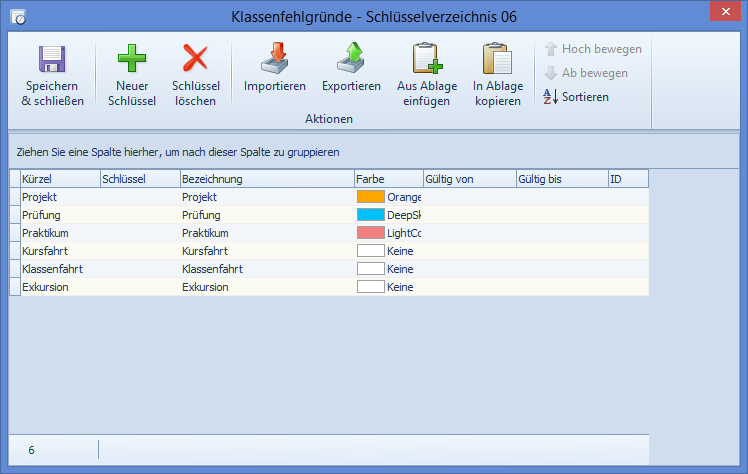 Klassenfehlgründe - Schlüsselverzeichnis 06
Speichern
& schließen
Neuer
Schlüssel
Schlüssel
löschen
Importieren
Exportieren
Aus Ablage
einfügen
In Ablage
kopieren
Hoch bewegen
Ab bewegen
Sortieren
Aktionen
Ziehen Sie eine Spalte hierher, um nach dieser Spalte zu gruppieren
Kürzel Schlüssel Bezeichnung Farbe Gültig von Gültig bis ID
Projekt Projekt Orange
Prüfung Prüfung DeepSk
Praktikum Praktikum LightCo
Kursfahrt Kursfahrt Keine
Klassenfahrt Klassenfahrt Keine
Exkursion Exkursion Keine
6